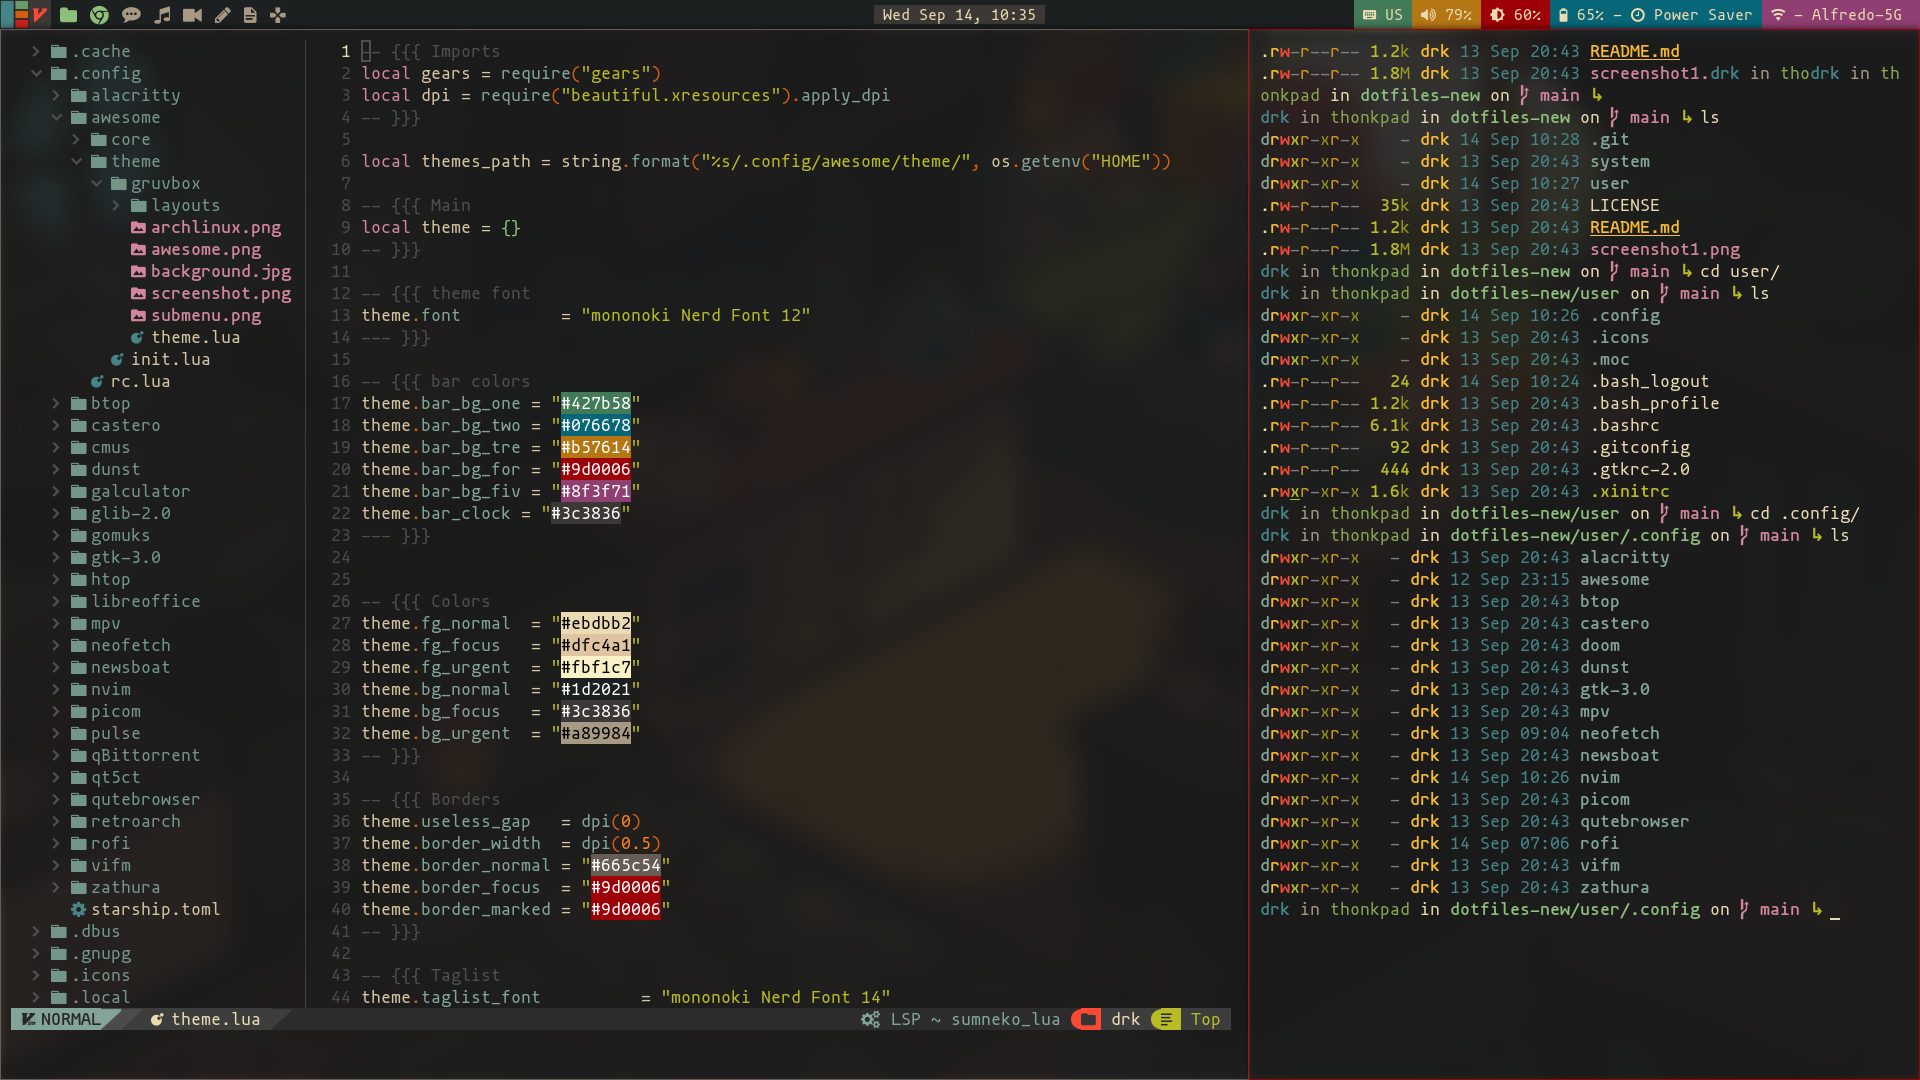 Wed Sep 14, 10:35
US 79% 60% 65% – Power Saver – Alfredo-5G
.cache
.config
alacritty
awesome
core
theme
gruvbox
layouts
archlinux.png
awesome.png
background.jpg
screenshot.png
submenu.png
theme.lua
init.lua
rc.lua
btop
castero
cmus
dunst
galculator
glib-2.0
gomuks
gtk-3.0
htop
libreoffice
mpv
neofetch
newsboat
nvim
picom
pulse
qBittorrent
qt5ct
qutebrowser
retroarch
rofi
vifm
zathura
starship.toml
.dbus
.gnupg
.icons
.local
1 -- {{{ Imports
2 local gears = require("gears")
3 local dpi = require("beautiful.xresources").apply_dpi
4 -- }}}
5
6 local themes_path = string.format("%s/.config/awesome/theme/", os.getenv("HOME"))
7
8 -- {{{ Main
9 local theme = {}
10 -- }}}
11
12 -- {{{ theme font
13 theme.font          = "mononoki Nerd Font 12"
14 --- }}}
15
16 -- {{{ bar colors
17 theme.bar_bg_one = "#427b58"
18 theme.bar_bg_two = "#076678"
19 theme.bar_bg_tre = "#b57614"
20 theme.bar_bg_for = "#9d0006"
21 theme.bar_bg_fiv = "#8f3f71"
22 theme.bar_clock = "#3c3836"
23 --- }}}
24
25
26 -- {{{ Colors
27 theme.fg_normal  = "#ebdbb2"
28 theme.fg_focus   = "#dfc4a1"
29 theme.fg_urgent  = "#fbf1c7"
30 theme.bg_normal  = "#1d2021"
31 theme.bg_focus   = "#3c3836"
32 theme.bg_urgent  = "#a89984"
33 -- }}}
34
35 -- {{{ Borders
36 theme.useless_gap   = dpi(0)
37 theme.border_width  = dpi(0.5)
38 theme.border_normal = "#665c54"
39 theme.border_focus  = "#9d0006"
40 theme.border_marked = "#9d0006"
41 -- }}}
42
43 -- {{{ Taglist
44 theme.taglist_font          = "mononoki Nerd Font 14"
NORMAL theme.lua LSP ~ sumneko_lua drk Top
.rw-r--r-- 1.2k drk 13 Sep 20:43 README.md
.rw-r--r-- 1.8M drk 13 Sep 20:43 screenshot1.drk in thodrk in th
onkpad in dotfiles-new on main ↳
drk in thonkpad in dotfiles-new on main ↳ ls
drwxr-xr-x    - drk 14 Sep 10:28 .git
drwxr-xr-x    - drk 13 Sep 20:43 system
drwxr-xr-x    - drk 14 Sep 10:27 user
.rw-r--r--  35k drk 13 Sep 20:43 LICENSE
.rw-r--r-- 1.2k drk 13 Sep 20:43 README.md
.rw-r--r-- 1.8M drk 13 Sep 20:43 screenshot1.png
drk in thonkpad in dotfiles-new on main ↳ cd user/
drk in thonkpad in dotfiles-new/user on main ↳ ls
drwxr-xr-x    - drk 14 Sep 10:26 .config
drwxr-xr-x    - drk 13 Sep 20:43 .icons
drwxr-xr-x    - drk 13 Sep 20:43 .moc
.rw-r--r--   24 drk 14 Sep 10:24 .bash_logout
.rw-r--r-- 1.2k drk 13 Sep 20:43 .bash_profile
.rw-r--r-- 6.1k drk 13 Sep 20:43 .bashrc
.rw-r--r--   92 drk 13 Sep 20:43 .gitconfig
.rw-r--r--  444 drk 13 Sep 20:43 .gtkrc-2.0
.rwxr-xr-x 1.6k drk 13 Sep 20:43 .xinitrc
drk in thonkpad in dotfiles-new/user on main ↳ cd .config/
drk in thonkpad in dotfiles-new/user/.config on main ↳ ls
drwxr-xr-x   - drk 13 Sep 20:43 alacritty
drwxr-xr-x   - drk 12 Sep 23:15 awesome
drwxr-xr-x   - drk 13 Sep 20:43 btop
drwxr-xr-x   - drk 13 Sep 20:43 castero
drwxr-xr-x   - drk 13 Sep 20:43 doom
drwxr-xr-x   - drk 13 Sep 20:43 dunst
drwxr-xr-x   - drk 13 Sep 20:43 gtk-3.0
drwxr-xr-x   - drk 13 Sep 20:43 mpv
drwxr-xr-x   - drk 13 Sep 09:04 neofetch
drwxr-xr-x   - drk 13 Sep 20:43 newsboat
drwxr-xr-x   - drk 14 Sep 10:26 nvim
drwxr-xr-x   - drk 13 Sep 20:43 picom
drwxr-xr-x   - drk 13 Sep 20:43 qutebrowser
drwxr-xr-x   - drk 14 Sep 07:06 rofi
drwxr-xr-x   - drk 13 Sep 20:43 vifm
drwxr-xr-x   - drk 13 Sep 20:43 zathura
drk in thonkpad in dotfiles-new/user/.config on main ↳ _